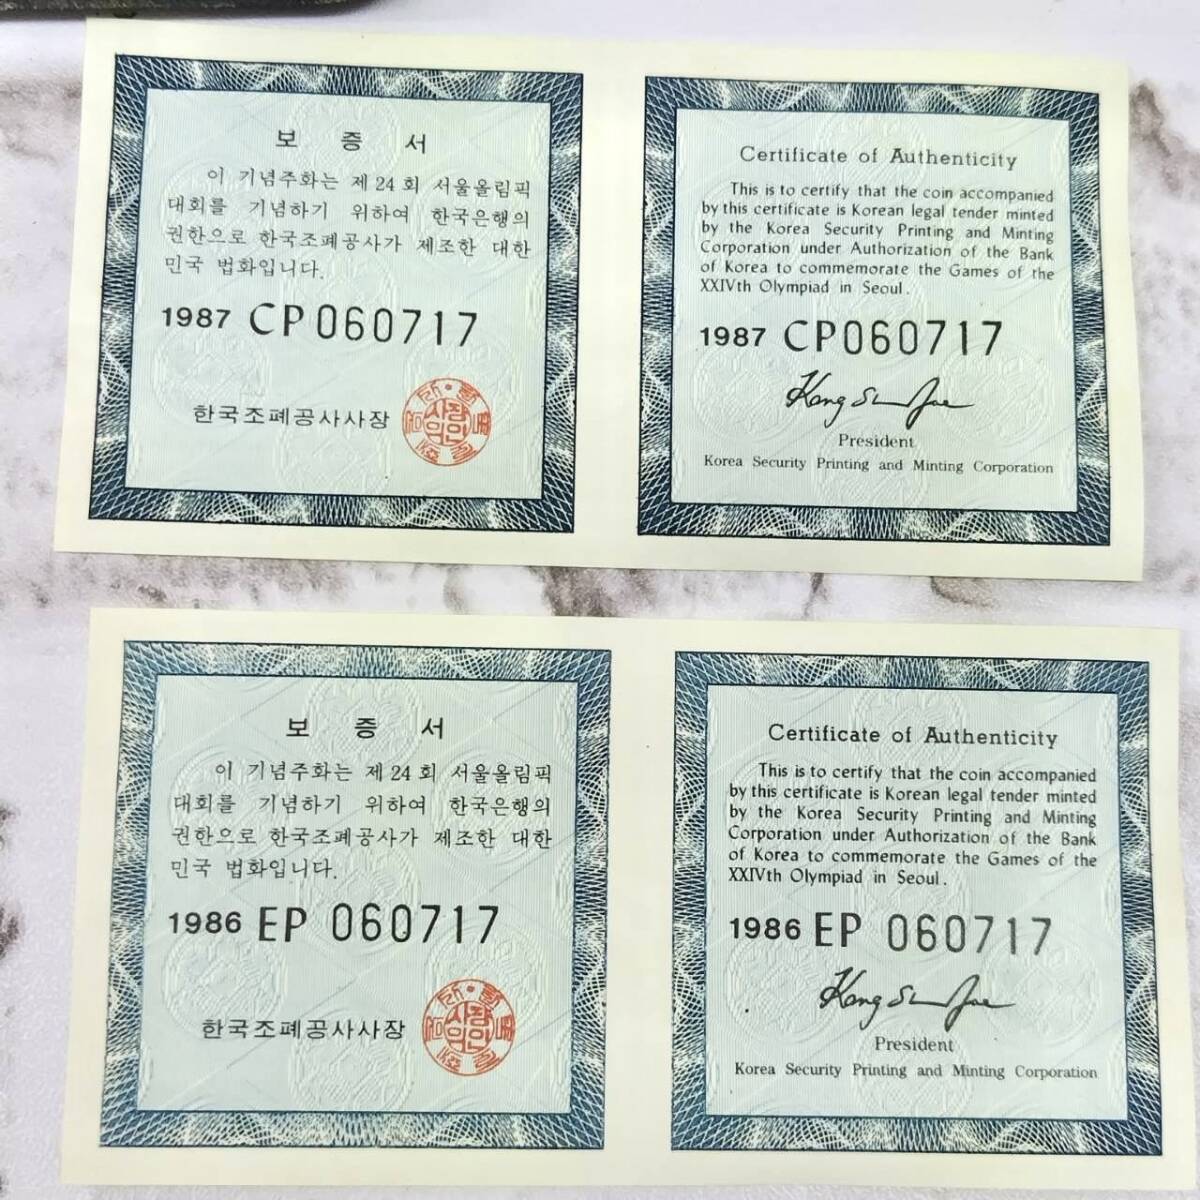 보 증 서
이 기념주화는 제 24 회 서울올림픽
대회를 기념하기 위하여 한국은행의
권한으로 한국조폐공사가 제조한 대한
민국 법화입니다.
1987 CP 060717
한국조폐공사사장
Certificate of Authenticity
This is to certify that the coin accompanied
by this certificate is Korean legal tender minted
by the Korea Security Printing and Minting
Corporation under Authorization of the Bank
of Korea to commemorate the Games of the
XXIVth Olympiad in Seoul.
1987 CP060717
President
Korea Security Printing and Minting Corporation
보 증 서
이 기념주화는 제 24 회 서울올림픽
대회를 기념하기 위하여 한국은행의
권한으로 한국조폐공사가 제조한 대한
민국 법화입니다.
1986 EP 060717
한국조폐공사사장
Certificate of Authenticity
This is to certify that the coin accompanied
by this certificate is Korean legal tender minted
by the Korea Security Printing and Minting
Corporation under Authorization of the Bank
of Korea to commemorate the Games of the
XXIVth Olympiad in Seoul.
1986 EP 060717
President
Korea Security Printing and Minting Corporation